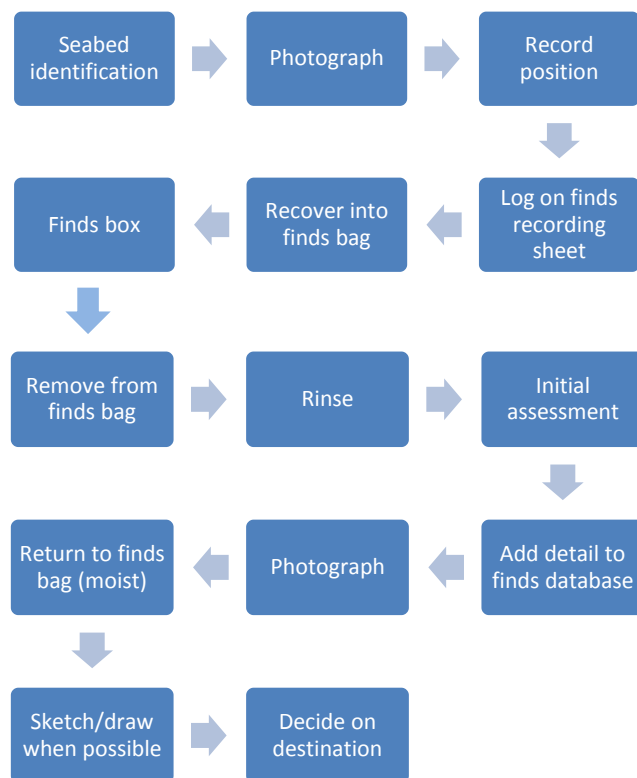 Seabed
identification
Photograph
Record
position
Log on finds
recording
sheet
Recover into
finds bag
Finds box
Remove from
finds bag
Rinse
Initial
assessment
Add detail to
finds database
Photograph
Return to finds
bag (moist)
Sketch/draw
when possible
Decide on
destination